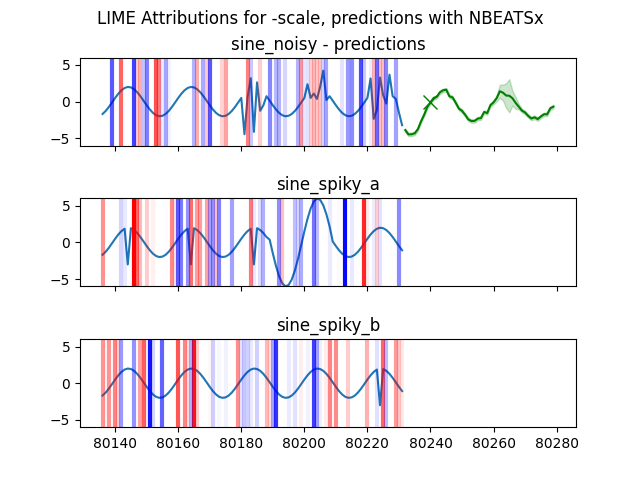 LIME Attributions for -scale, predictions with NBEATSx
sine_noisy - predictions
5
0
−5
sine_spiky_a
5
0
−5
sine_spiky_b
5
0
−5
80140 80160 80180 80200 80220 80240 80260 80280